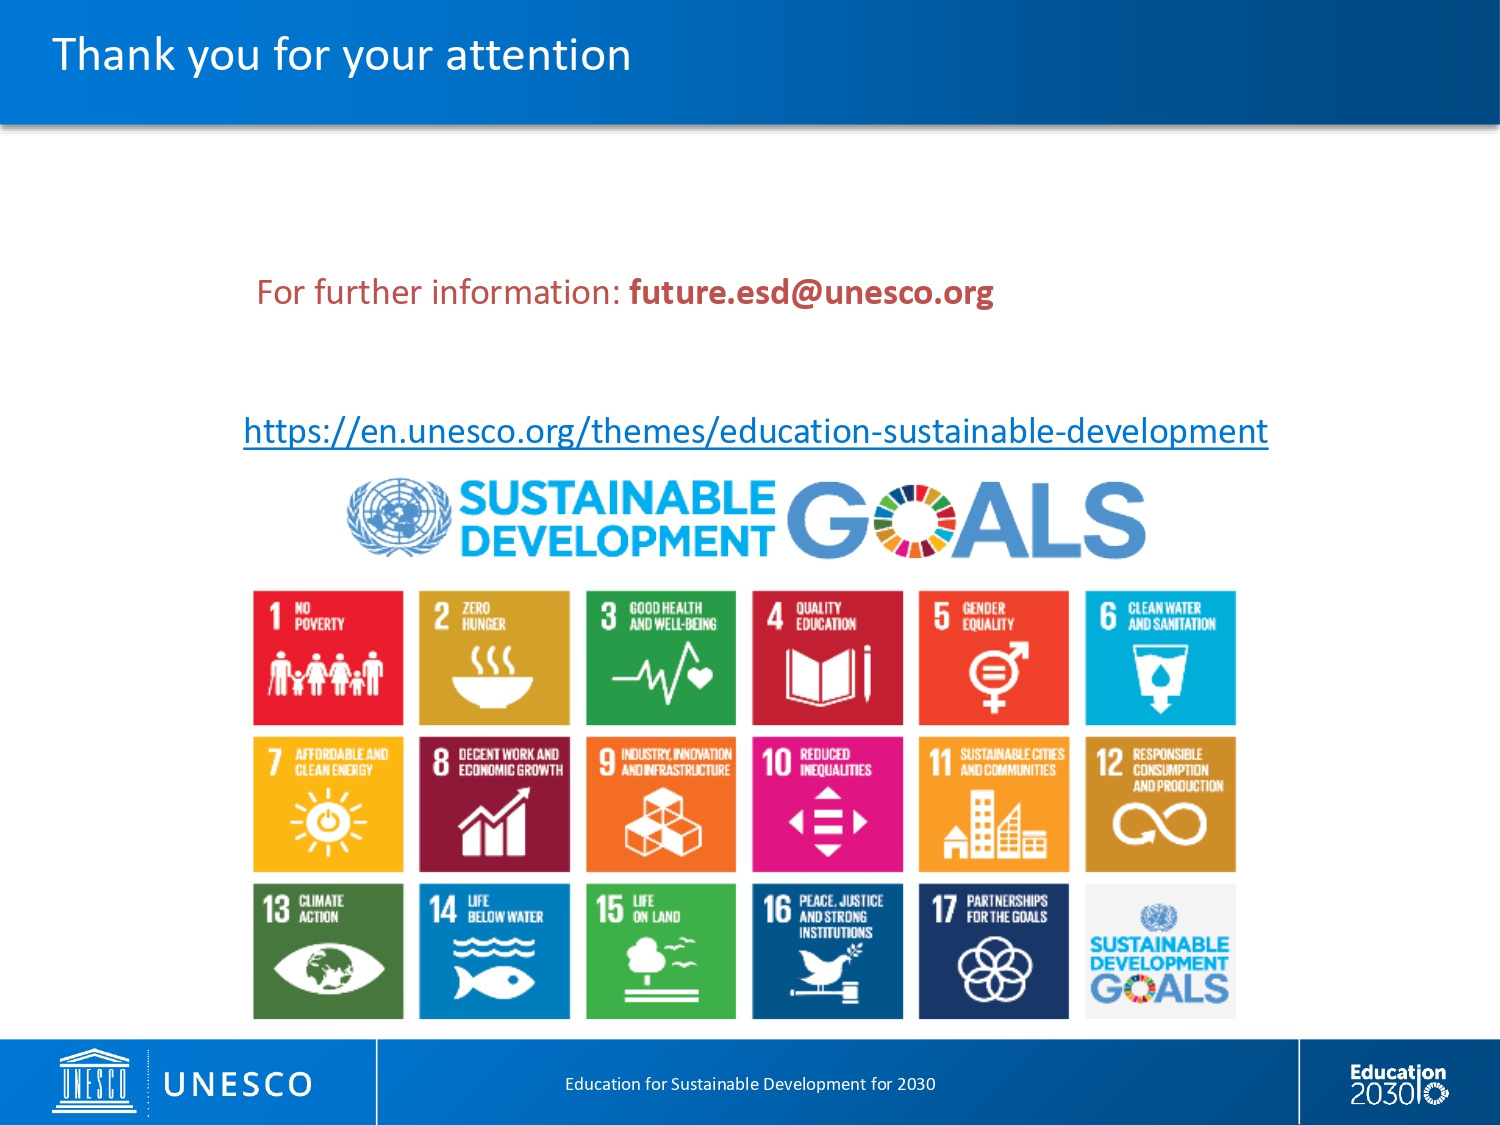 Thank you for your attention
For further information: future.esd@unesco.org
https://en.unesco.org/themes/education-sustainable-development
SUSTAINABLE
DEVELOPMENT
GOALS
1 NO
POVERTY
2 ZERO
HUNGER
3 GOOD HEALTH
AND WELL-BEING
4 QUALITY
EDUCATION
5 GENDER
EQUALITY
6 CLEAN WATER
AND SANITATION
7 AFFORDABLE AND
CLEAN ENERGY
8 DECENT WORK AND
ECONOMIC GROWTH
9 INDUSTRY, INNOVATION
AND INFRASTRUCTURE
10 REDUCED
INEQUALITIES
11 SUSTAINABLE CITIES
AND COMMUNITIES
12 RESPONSIBLE
CONSUMPTION
AND PRODUCTION
13 CLIMATE
ACTION
14 LIFE
BELOW WATER
15 LIFE
ON LAND
16 PEACE, JUSTICE
AND STRONG
INSTITUTIONS
17 PARTNERSHIPS
FOR THE GOALS
SUSTAINABLE
DEVELOPMENT
GOALS
UNESCO
UNESCO
Education for Sustainable Development for 2030
Education
2030